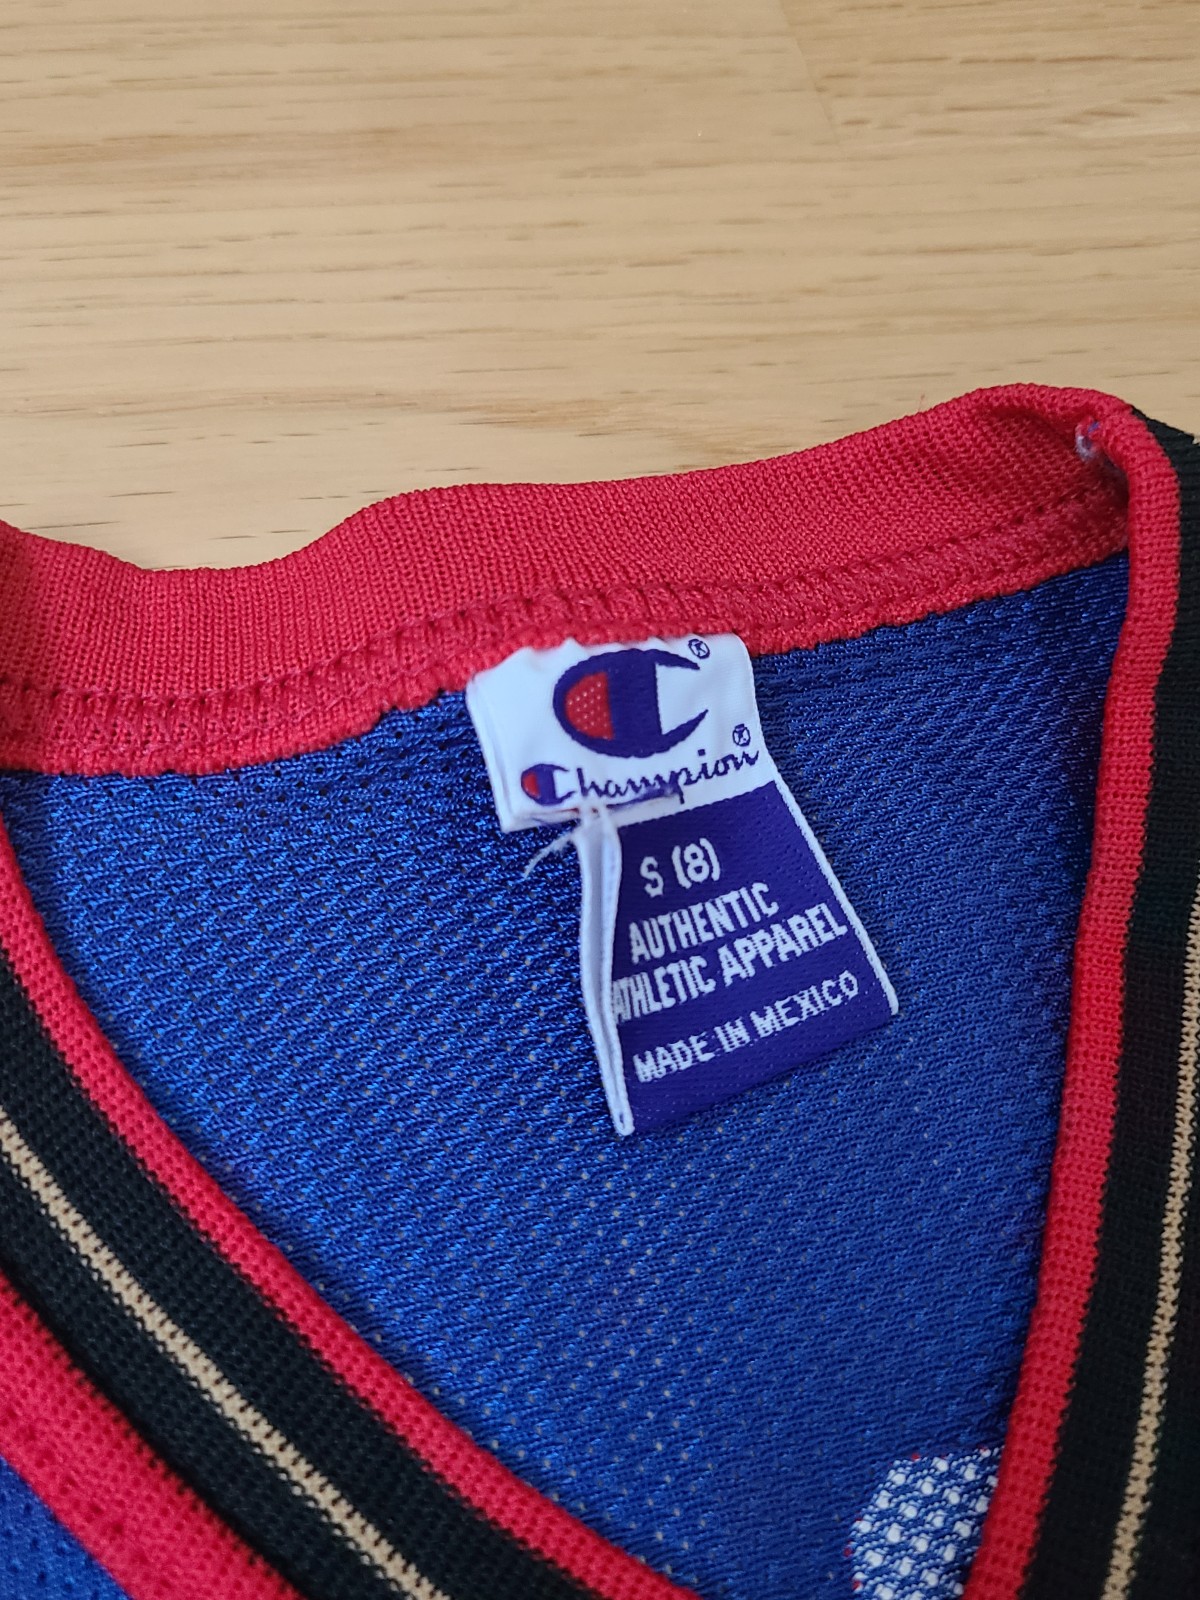 ®
Champion®
S (8)
AUTHENTIC
ATHLETIC APPAREL
MADE IN MEXICO